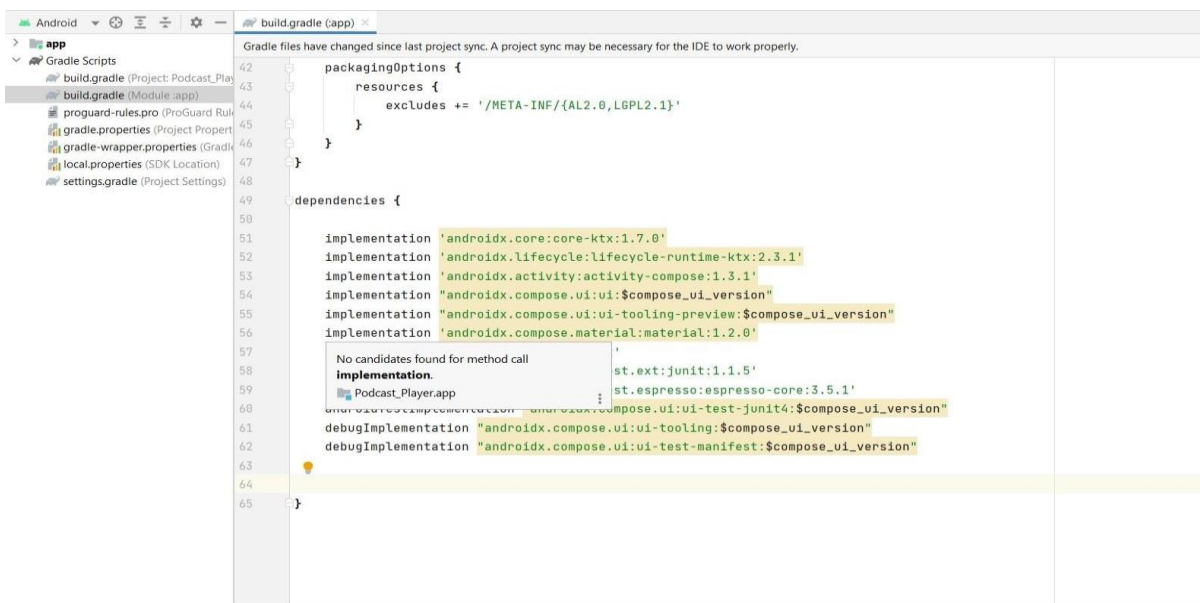 Android
build.gradle (:app)
app
Gradle Scripts
build.gradle (Project: Podcast_Play
build.gradle (Module :app)
proguard-rules.pro (ProGuard Rul
gradle.properties (Project Propert
gradle-wrapper.properties (Gradle
local.properties (SDK Location)
settings.gradle (Project Settings)
Gradle files have changed since last project sync. A project sync may be necessary for the IDE to work properly.
42 packagingOptions {
43 resources {
44 excludes += '/META-INF/{AL2.0,LGPL2.1}'
45 }
46 }
47 }
48
49 dependencies {
50
51 implementation 'androidx.core:core-ktx:1.7.0'
52 implementation 'androidx.lifecycle:lifecycle-runtime-ktx:2.3.1'
53 implementation 'androidx.activity:activity-compose:1.3.1'
54 implementation "androidx.compose.ui:ui:$compose_ui_version"
55 implementation "androidx.compose.ui:ui-tooling-preview:$compose_ui_version"
56 implementation 'androidx.compose.material:material:1.2.0'
57 '
58 st.ext:junit:1.1.5'
59 st.espresso:espresso-core:3.5.1'
No candidates found for method call
implementation.
Podcast_Player.app
60 androidTestImplementation "androidx.compose.ui:ui-test-junit4:$compose_ui_version"
61 debugImplementation "androidx.compose.ui:ui-tooling:$compose_ui_version"
62 debugImplementation "androidx.compose.ui:ui-test-manifest:$compose_ui_version"
63
64
65 }